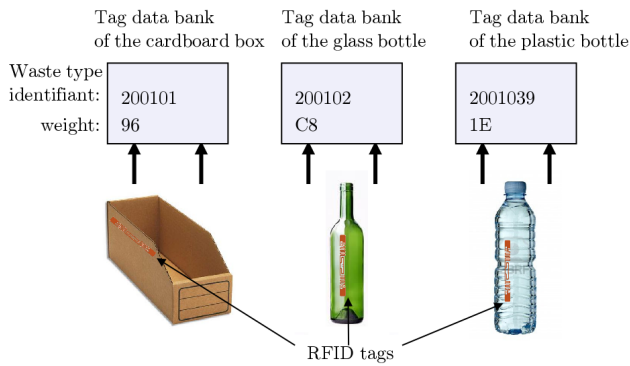 Tag data bank
of the cardboard box
Tag data bank
of the glass bottle
Tag data bank
of the plastic bottle
Waste type
identifiant:
weight:
200101
96
200102
C8
2001039
1E
RFID tags